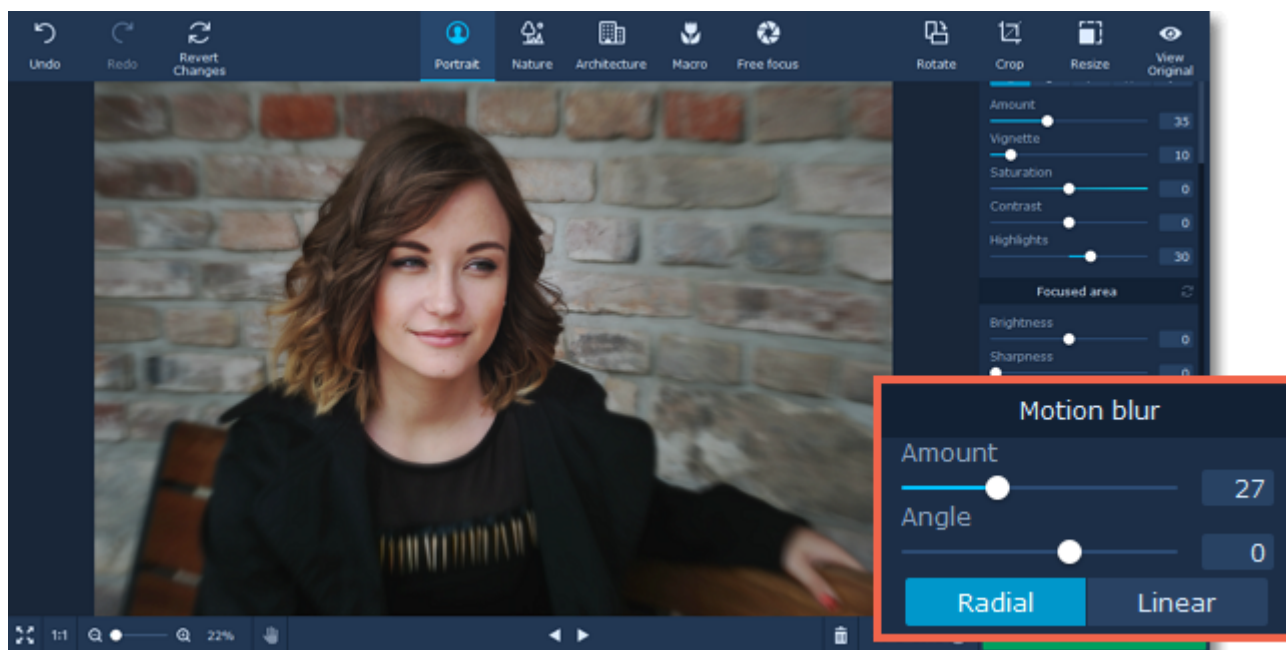 Undo
Redo
Revert
Changes
Portrait
Nature
Architecture
Macro
Free focus
Rotate
Crop
Resize
View
Original
Amount
35
Vignette
10
Saturation
0
Contrast
0
Highlights
30
Focused area
Brightness
0
Sharpness
0
Motion blur
Amount
27
Angle
0
Radial Linear
1:1
22%